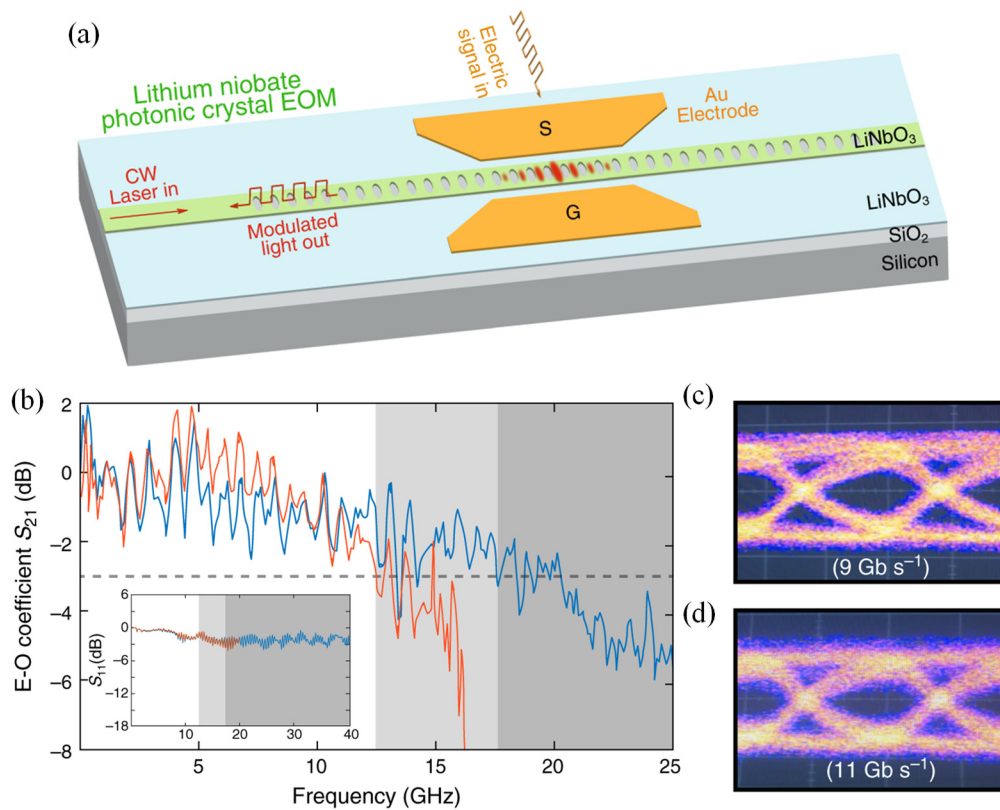 (a)
Electric
signal in
Lithium niobate
photonic crystal EOM
S
Au
Electrode
LiNbO₃
CW
Laser in
Modulated
light out
G
LiNbO₃
SiO₂
Silicon
(b)
E-O coefficient S₂₁ (dB)
2
0
−2
−4
−6
−8
5
10
15
20
25
Frequency (GHz)
S₁₁(dB)
6
0
−6
−12
−18
0
10
20
30
40
(c)
(9 Gb s⁻¹)
(d)
(11 Gb s⁻¹)